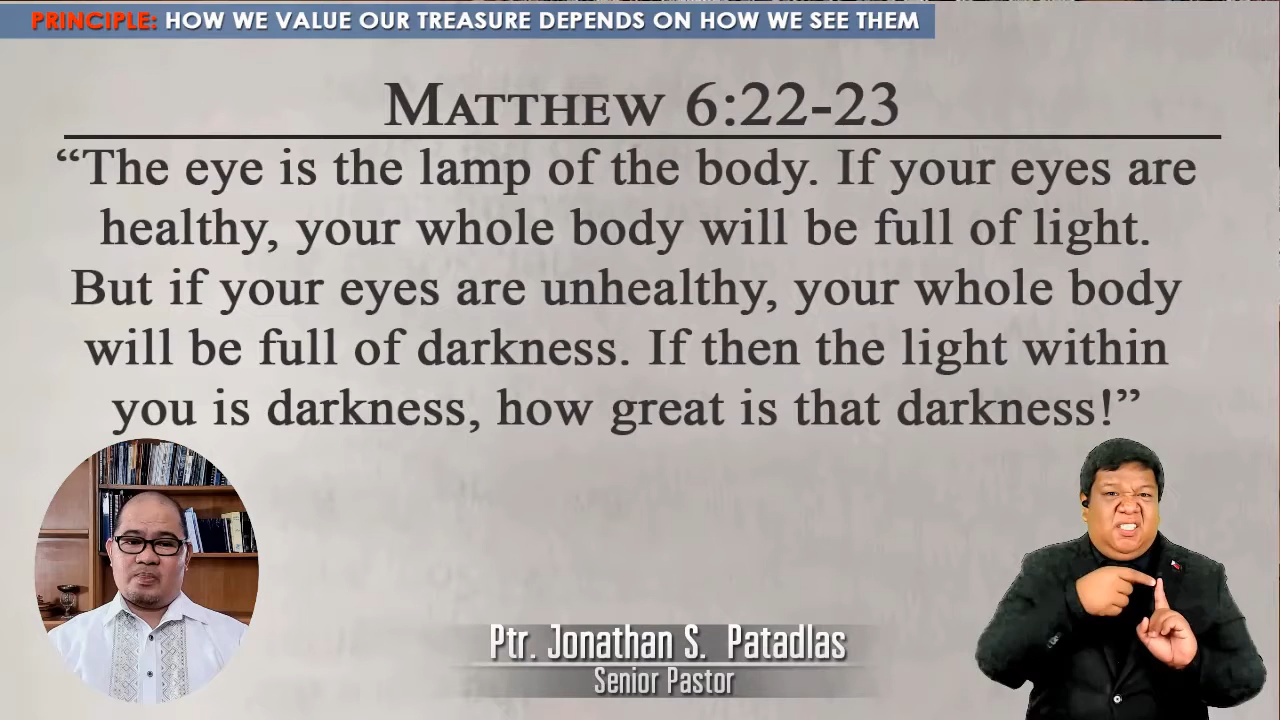 PRINCIPLE: HOW WE VALUE OUR TREASURE DEPENDS ON HOW WE SEE THEM
MATTHEW 6:22-23
“The eye is the lamp of the body. If your eyes are
healthy, your whole body will be full of light.
But if your eyes are unhealthy, your whole body
will be full of darkness. If then the light within
you is darkness, how great is that darkness!”
Ptr. Jonathan S. Patadlas
Senior Pastor